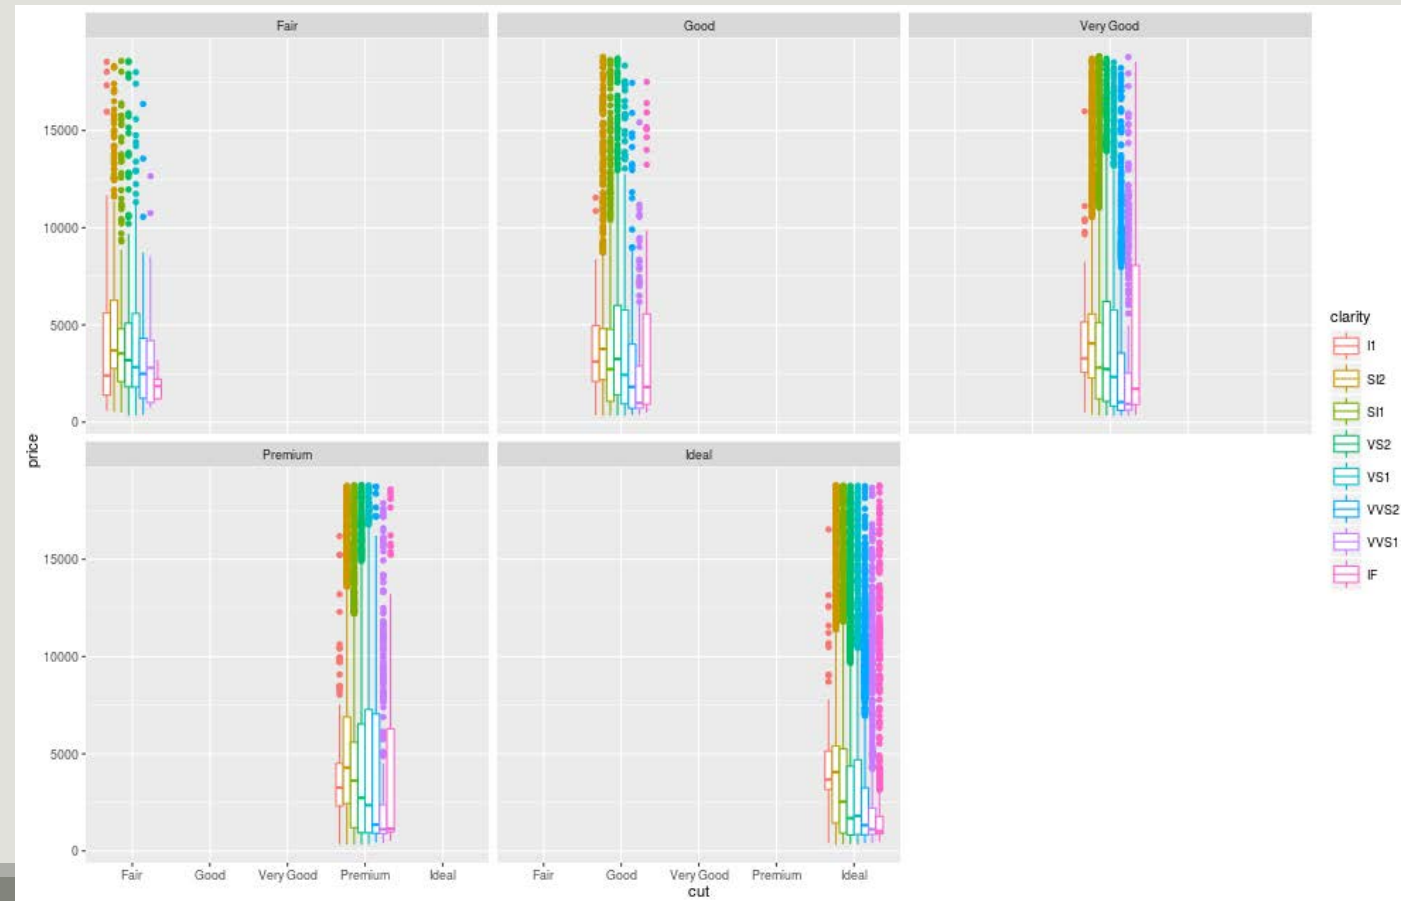 Fair Good Very Good
15000
10000
5000
0
price
Premium Ideal
15000
10000
5000
0
Fair Good Very Good Premium Ideal Fair Good Very Good Premium Ideal
cut
clarity
I1
SI2
SI1
VS2
VS1
VVS2
VVS1
IF